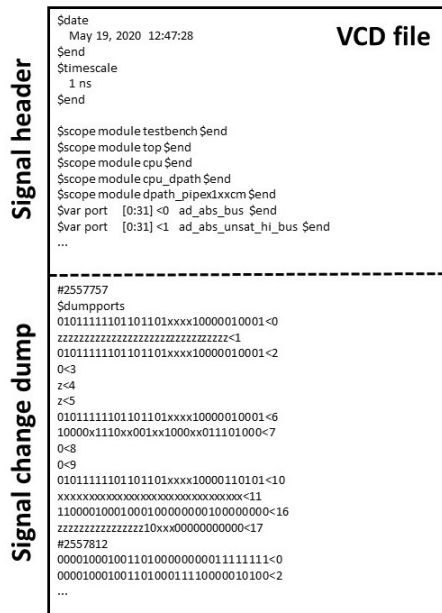 VCD file
Signal header
$date
May 19, 2020 12:47:28
$end
$timescale
1 ns
$end
$scope module testbench $end
$scope module top $end
$scope module cpu $end
$scope module cpu_dpath $end
$scope module dpath_pipex1xxcm $end
$var port [0:31] <0 ad_abs_bus $end
$var port [0:31] <1 ad_abs_unsat_hi_bus $end
...
Signal change dump
#2557757
$dumpports
01011111101101101xxxx10000010001<0
zzzzzzzzzzzzzzzzzzzzzzzzzzzzzzzz<1
01011111101101101xxxx10000010001<2
0<3
z<4
z<5
01011111101101101xxxx10000010001<6
10000x1110xx001xx1000xx011101000<7
0<8
0<9
01011111101101101xxxx10000110101<10
xxxxxxxxxxxxxxxxxxxxxxxxxxxxxxxx<11
11000010001000100000000100000000<16
zzzzzzzzzzzzzzzz10xxx00000000000<17
#2557812
00001000100110100000000011111111<0
00001000100110100011110000010100<2
...